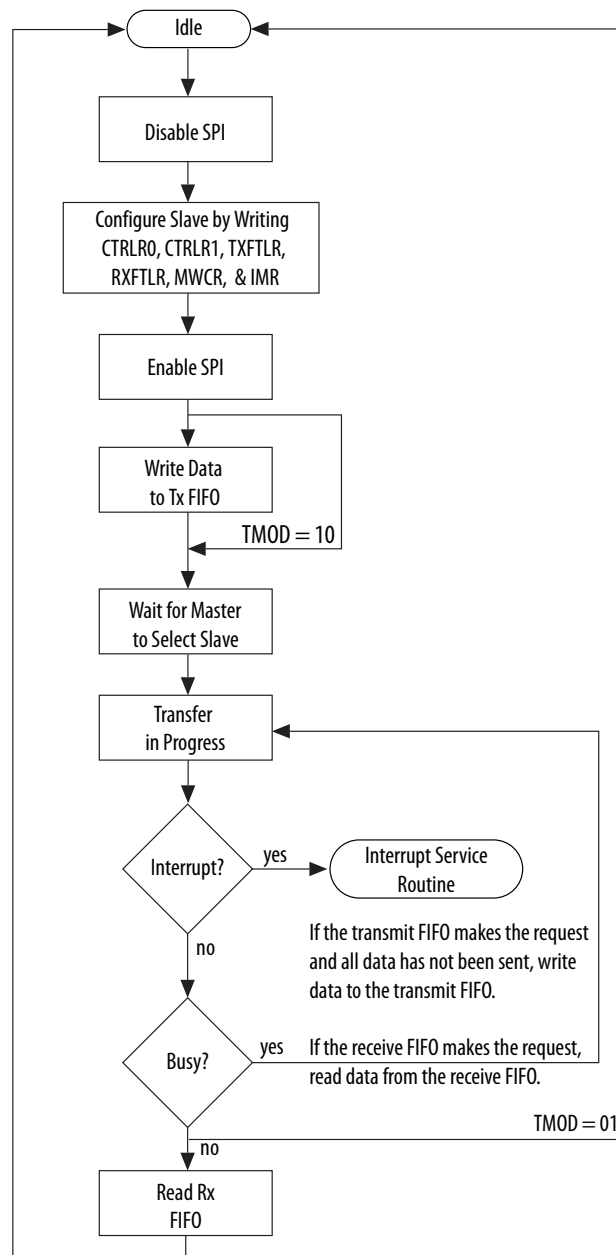 Idle
Disable SPI
Configure Slave by Writing
CTRLR0, CTRLR1, TXFTLR,
RXFTLR, MWCR, & IMR
Enable SPI
Write Data
to Tx FIFO
TMOD = 10
Wait for Master
to Select Slave
Transfer
in Progress
Interrupt?
yes
Interrupt Service
Routine
no
If the transmit FIFO makes the request
and all data has not been sent, write
data to the transmit FIFO.
Busy?
yes
If the receive FIFO makes the request,
read data from the receive FIFO.
TMOD = 01
no
Read Rx
FIFO